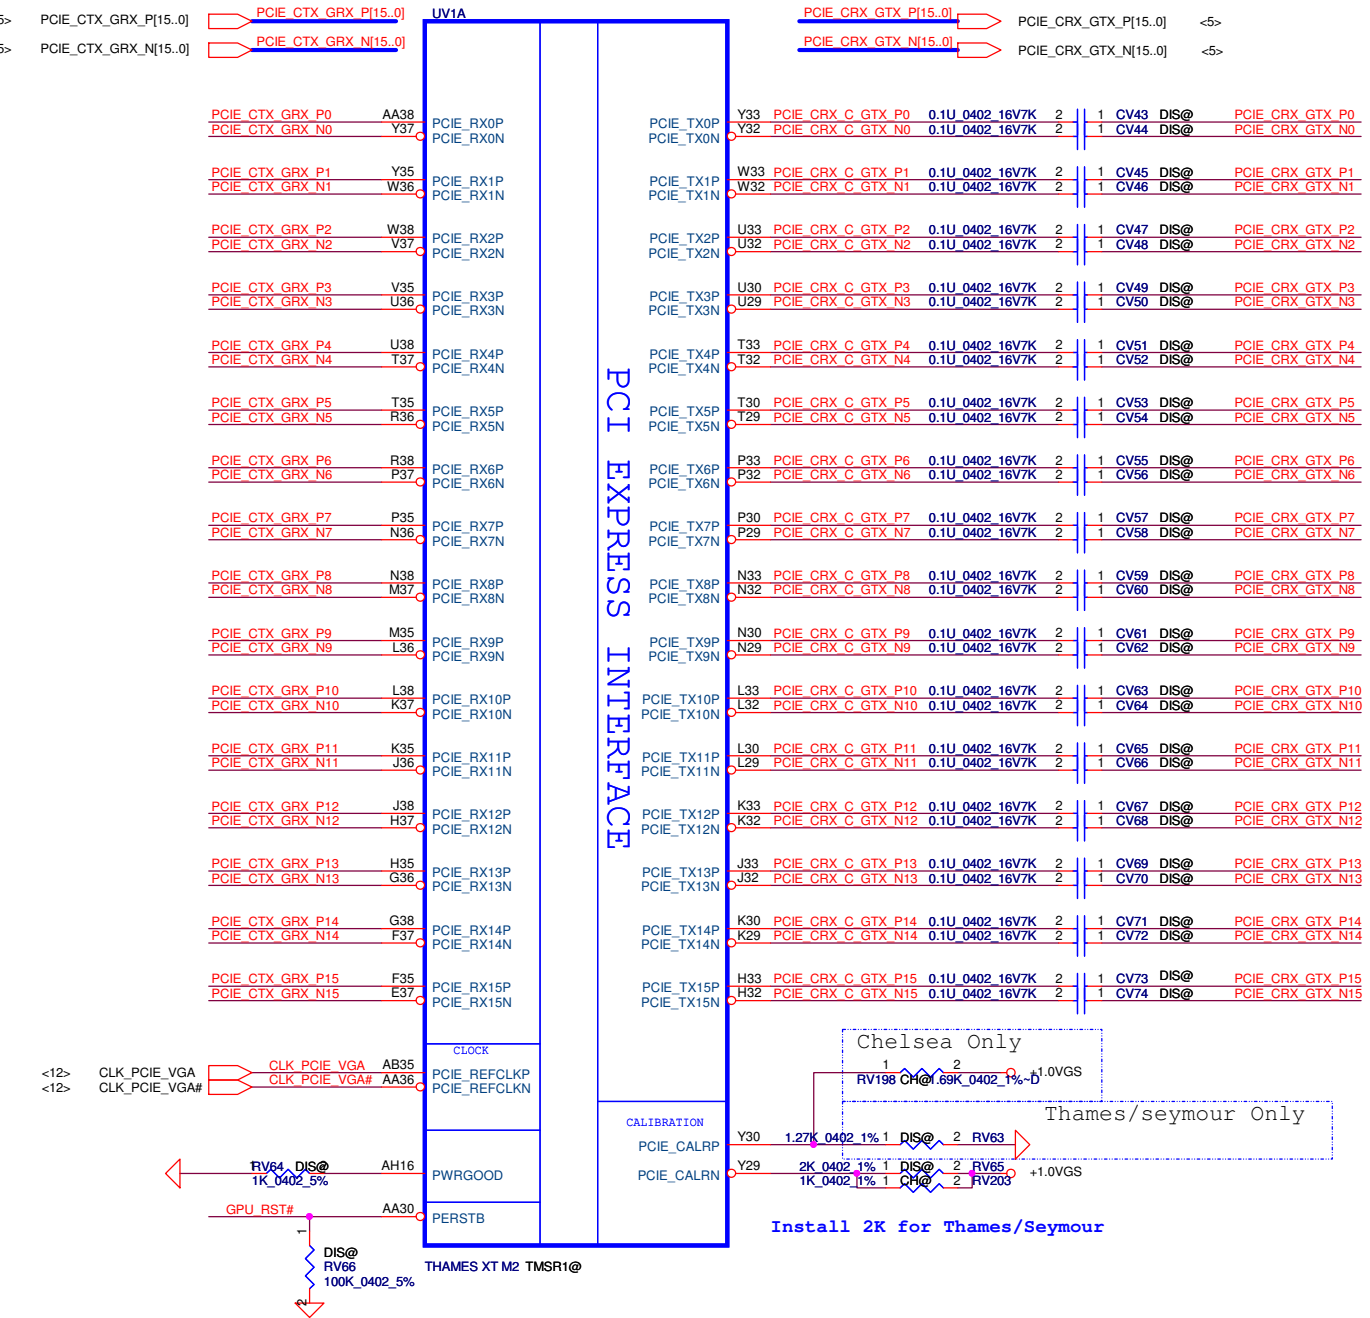 5> PCIE_CTX_GRX_P[15..0] PCIE_CTX_GRX_P[15..0] UV1A PCIE_CRX_GTX_P[15..0] PCIE_CRX_GTX_P[15..0] <5>
5> PCIE_CTX_GRX_N[15..0] PCIE_CTX_GRX_N[15..0] PCIE_CRX_GTX_N[15..0] PCIE_CRX_GTX_N[15..0] <5>
PCIE_CTX_GRX_P0 AA38 PCIE_RX0P PCIE_TX0P Y33 PCIE_CRX_C_GTX_P0 0.1U_0402_16V7K 2 1 CV43 DIS@ PCIE_CRX_GTX_P0
PCIE_CTX_GRX_N0 Y37 PCIE_RX0N PCIE_TX0N Y32 PCIE_CRX_C_GTX_N0 0.1U_0402_16V7K 2 1 CV44 DIS@ PCIE_CRX_GTX_N0
PCIE_CTX_GRX_P1 Y35 PCIE_RX1P PCIE_TX1P W33 PCIE_CRX_C_GTX_P1 0.1U_0402_16V7K 2 1 CV45 DIS@ PCIE_CRX_GTX_P1
PCIE_CTX_GRX_N1 W36 PCIE_RX1N PCIE_TX1N W32 PCIE_CRX_C_GTX_N1 0.1U_0402_16V7K 2 1 CV46 DIS@ PCIE_CRX_GTX_N1
PCIE_CTX_GRX_P2 W38 PCIE_RX2P PCIE_TX2P U33 PCIE_CRX_C_GTX_P2 0.1U_0402_16V7K 2 1 CV47 DIS@ PCIE_CRX_GTX_P2
PCIE_CTX_GRX_N2 V37 PCIE_RX2N PCIE_TX2N U32 PCIE_CRX_C_GTX_N2 0.1U_0402_16V7K 2 1 CV48 DIS@ PCIE_CRX_GTX_N2
PCIE_CTX_GRX_P3 V35 PCIE_RX3P PCIE_TX3P U30 PCIE_CRX_C_GTX_P3 0.1U_0402_16V7K 2 1 CV49 DIS@ PCIE_CRX_GTX_P3
PCIE_CTX_GRX_N3 U36 PCIE_RX3N PCIE_TX3N U29 PCIE_CRX_C_GTX_N3 0.1U_0402_16V7K 2 1 CV50 DIS@ PCIE_CRX_GTX_N3
PCIE_CTX_GRX_P4 U38 PCIE_RX4P PCIE_TX4P T33 PCIE_CRX_C_GTX_P4 0.1U_0402_16V7K 2 1 CV51 DIS@ PCIE_CRX_GTX_P4
PCIE_CTX_GRX_N4 T37 PCIE_RX4N PCIE_TX4N T32 PCIE_CRX_C_GTX_N4 0.1U_0402_16V7K 2 1 CV52 DIS@ PCIE_CRX_GTX_N4
PCIE_CTX_GRX_P5 T35 PCIE_RX5P PCIE_TX5P T30 PCIE_CRX_C_GTX_P5 0.1U_0402_16V7K 2 1 CV53 DIS@ PCIE_CRX_GTX_P5
PCIE_CTX_GRX_N5 R36 PCIE_RX5N PCIE_TX5N T29 PCIE_CRX_C_GTX_N5 0.1U_0402_16V7K 2 1 CV54 DIS@ PCIE_CRX_GTX_N5
PCIE_CTX_GRX_P6 R38 PCIE_RX6P PCIE_TX6P P33 PCIE_CRX_C_GTX_P6 0.1U_0402_16V7K 2 1 CV55 DIS@ PCIE_CRX_GTX_P6
PCIE_CTX_GRX_N6 P37 PCIE_RX6N PCIE_TX6N P32 PCIE_CRX_C_GTX_N6 0.1U_0402_16V7K 2 1 CV56 DIS@ PCIE_CRX_GTX_N6
PCIE_CTX_GRX_P7 P35 PCIE_RX7P PCIE_TX7P P30 PCIE_CRX_C_GTX_P7 0.1U_0402_16V7K 2 1 CV57 DIS@ PCIE_CRX_GTX_P7
PCIE_CTX_GRX_N7 N36 PCIE_RX7N PCIE_TX7N P29 PCIE_CRX_C_GTX_N7 0.1U_0402_16V7K 2 1 CV58 DIS@ PCIE_CRX_GTX_N7
PCIE_CTX_GRX_P8 N38 PCIE_RX8P PCIE_TX8P N33 PCIE_CRX_C_GTX_P8 0.1U_0402_16V7K 2 1 CV59 DIS@ PCIE_CRX_GTX_P8
PCIE_CTX_GRX_N8 M37 PCIE_RX8N PCIE_TX8N N32 PCIE_CRX_C_GTX_N8 0.1U_0402_16V7K 2 1 CV60 DIS@ PCIE_CRX_GTX_N8
PCIE_CTX_GRX_P9 M35 PCIE_RX9P PCIE_TX9P N30 PCIE_CRX_C_GTX_P9 0.1U_0402_16V7K 2 1 CV61 DIS@ PCIE_CRX_GTX_P9
PCIE_CTX_GRX_N9 L36 PCIE_RX9N PCIE_TX9N N29 PCIE_CRX_C_GTX_N9 0.1U_0402_16V7K 2 1 CV62 DIS@ PCIE_CRX_GTX_N9
PCIE_CTX_GRX_P10 L38 PCIE_RX10P PCIE_TX10P L33 PCIE_CRX_C_GTX_P10 0.1U_0402_16V7K 2 1 CV63 DIS@ PCIE_CRX_GTX_P10
PCIE_CTX_GRX_N10 K37 PCIE_RX10N PCIE_TX10N L32 PCIE_CRX_C_GTX_N10 0.1U_0402_16V7K 2 1 CV64 DIS@ PCIE_CRX_GTX_N10
PCIE_CTX_GRX_P11 K35 PCIE_RX11P PCIE_TX11P L30 PCIE_CRX_C_GTX_P11 0.1U_0402_16V7K 2 1 CV65 DIS@ PCIE_CRX_GTX_P11
PCIE_CTX_GRX_N11 J36 PCIE_RX11N PCIE_TX11N L29 PCIE_CRX_C_GTX_N11 0.1U_0402_16V7K 2 1 CV66 DIS@ PCIE_CRX_GTX_N11
PCIE_CTX_GRX_P12 J38 PCIE_RX12P PCIE_TX12P K33 PCIE_CRX_C_GTX_P12 0.1U_0402_16V7K 2 1 CV67 DIS@ PCIE_CRX_GTX_P12
PCIE_CTX_GRX_N12 H37 PCIE_RX12N PCIE_TX12N K32 PCIE_CRX_C_GTX_N12 0.1U_0402_16V7K 2 1 CV68 DIS@ PCIE_CRX_GTX_N12
PCIE_CTX_GRX_P13 H35 PCIE_RX13P PCIE_TX13P J33 PCIE_CRX_C_GTX_P13 0.1U_0402_16V7K 2 1 CV69 DIS@ PCIE_CRX_GTX_P13
PCIE_CTX_GRX_N13 G36 PCIE_RX13N PCIE_TX13N J32 PCIE_CRX_C_GTX_N13 0.1U_0402_16V7K 2 1 CV70 DIS@ PCIE_CRX_GTX_N13
PCIE_CTX_GRX_P14 G38 PCIE_RX14P PCIE_TX14P K30 PCIE_CRX_C_GTX_P14 0.1U_0402_16V7K 2 1 CV71 DIS@ PCIE_CRX_GTX_P14
PCIE_CTX_GRX_N14 F37 PCIE_RX14N PCIE_TX14N K29 PCIE_CRX_C_GTX_N14 0.1U_0402_16V7K 2 1 CV72 DIS@ PCIE_CRX_GTX_N14
PCIE_CTX_GRX_P15 F35 PCIE_RX15P PCIE_TX15P H33 PCIE_CRX_C_GTX_P15 0.1U_0402_16V7K 2 1 CV73 DIS@ PCIE_CRX_GTX_P15
PCIE_CTX_GRX_N15 E37 PCIE_RX15N PCIE_TX15N H32 PCIE_CRX_C_GTX_N15 0.1U_0402_16V7K 2 1 CV74 DIS@ PCIE_CRX_GTX_N15
PCI EXPRESS INTERFACE
Chelsea Only
CLOCK
<12> CLK_PCIE_VGA CLK_PCIE_VGA AB35 PCIE_REFCLKP
<12> CLK_PCIE_VGA# CLK_PCIE_VGA# AA36 PCIE_REFCLKN
1 2 +1.0VGS
RV198 CH@ 1.69K_0402_1%~D
Thames/seymour Only
CALIBRATION
PCIE_CALRP Y30 1.27K_0402_1% 1 DIS@ 2 RV63
PCIE_CALRN Y29 2K_0402_1% 1 DIS@ 2 RV65 +1.0VGS
1K_0402_1% 1 CH@ 2 RV203
1 RV64 DIS@ AH16 PWRGOOD
1K_0402_5%
GPU_RST# AA30 PERSTB
Install 2K for Thames/Seymour
1
DIS@
RV66
100K_0402_5%
2
THAMES XT M2 TMSR1@